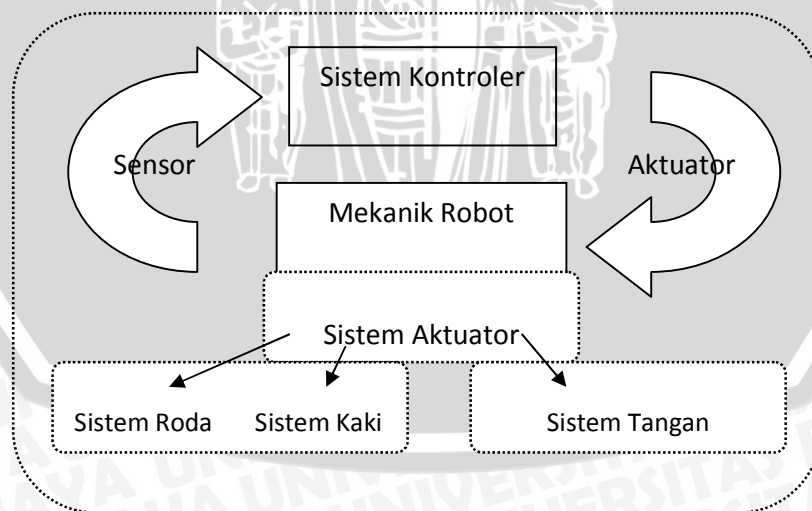 Sistem Kontroler
Sensor
Aktuator
Mekanik Robot
Sistem Aktuator
Sistem Roda
Sistem Kaki
Sistem Tangan